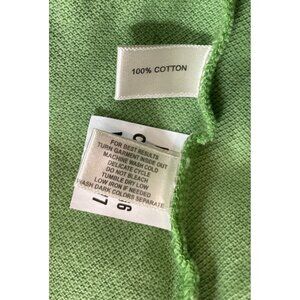 100% COTTON
FOR BEST RESULTS
TURN GARMENT INSIDE OUT
MACHINE WASH COLD
DELICATE CYCLE
DO NOT BLEACH
TUMBLE DRY LOW
LOW IRON IF NEEDED
WASH DARK COLORS SEPARATE